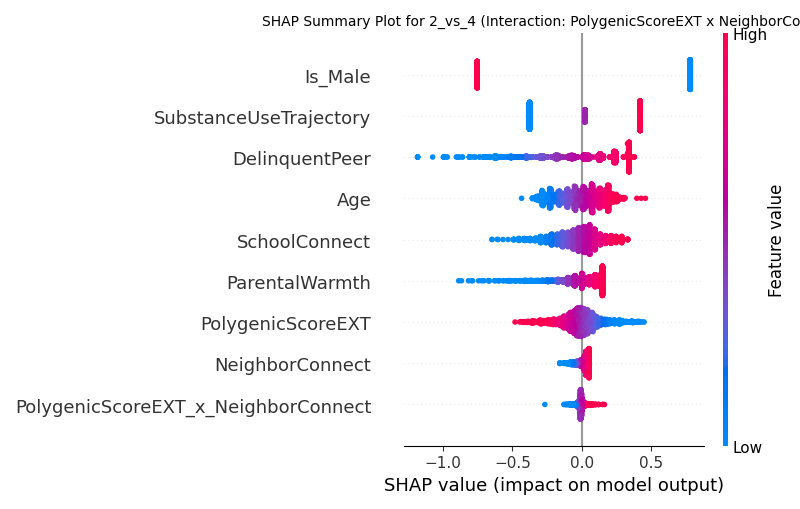 SHAP Summary Plot for 2_vs_4 (Interaction: PolygenicScoreEXT x NeighborCo
High
Is_Male
SubstanceUseTrajectory
DelinquentPeer
Age
SchoolConnect
ParentalWarmth
PolygenicScoreEXT
NeighborConnect
PolygenicScoreEXT_x_NeighborConnect
Feature value
Low
−1.0 −0.5 0.0 0.5
SHAP value (impact on model output)